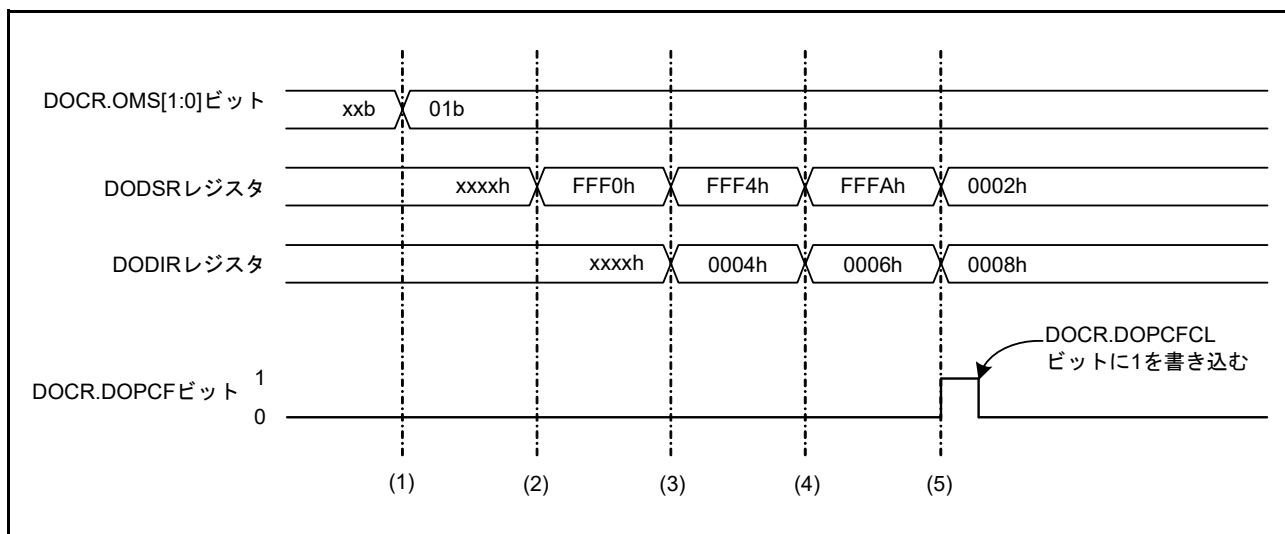 DOCR.OMS[1:0]ビット
xxb
01b
DODSRレジスタ
xxxxh
FFF0h
FFF4h
FFFAh
0002h
DODIRレジスタ
xxxxh
0004h
0006h
0008h
DOCR.DOPCFCL
ビットに1を書き込む
DOCR.DOPCFビット
1
0
(1)
(2)
(3)
(4)
(5)